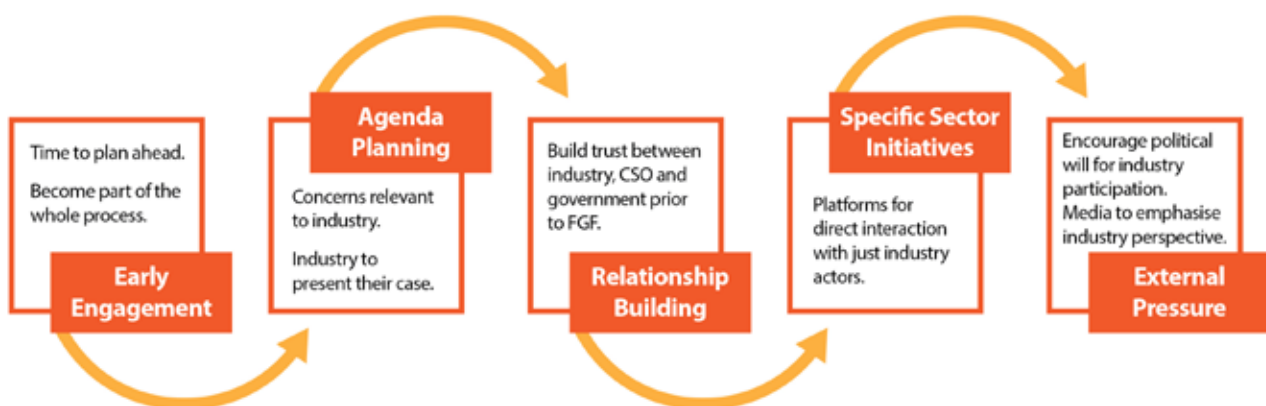 Time to plan ahead.
Become part of the
whole process.
Early
Engagement
Agenda
Planning
Concerns relevant
to industry.
Industry to
present their case.
Build trust between
industry, CSO and
government prior
to FGF.
Relationship
Building
Specific Sector
Initiatives
Platforms for
direct interaction
with just industry
actors.
Encourage political
will for industry
participation.
Media to emphasise
industry perspective.
External
Pressure